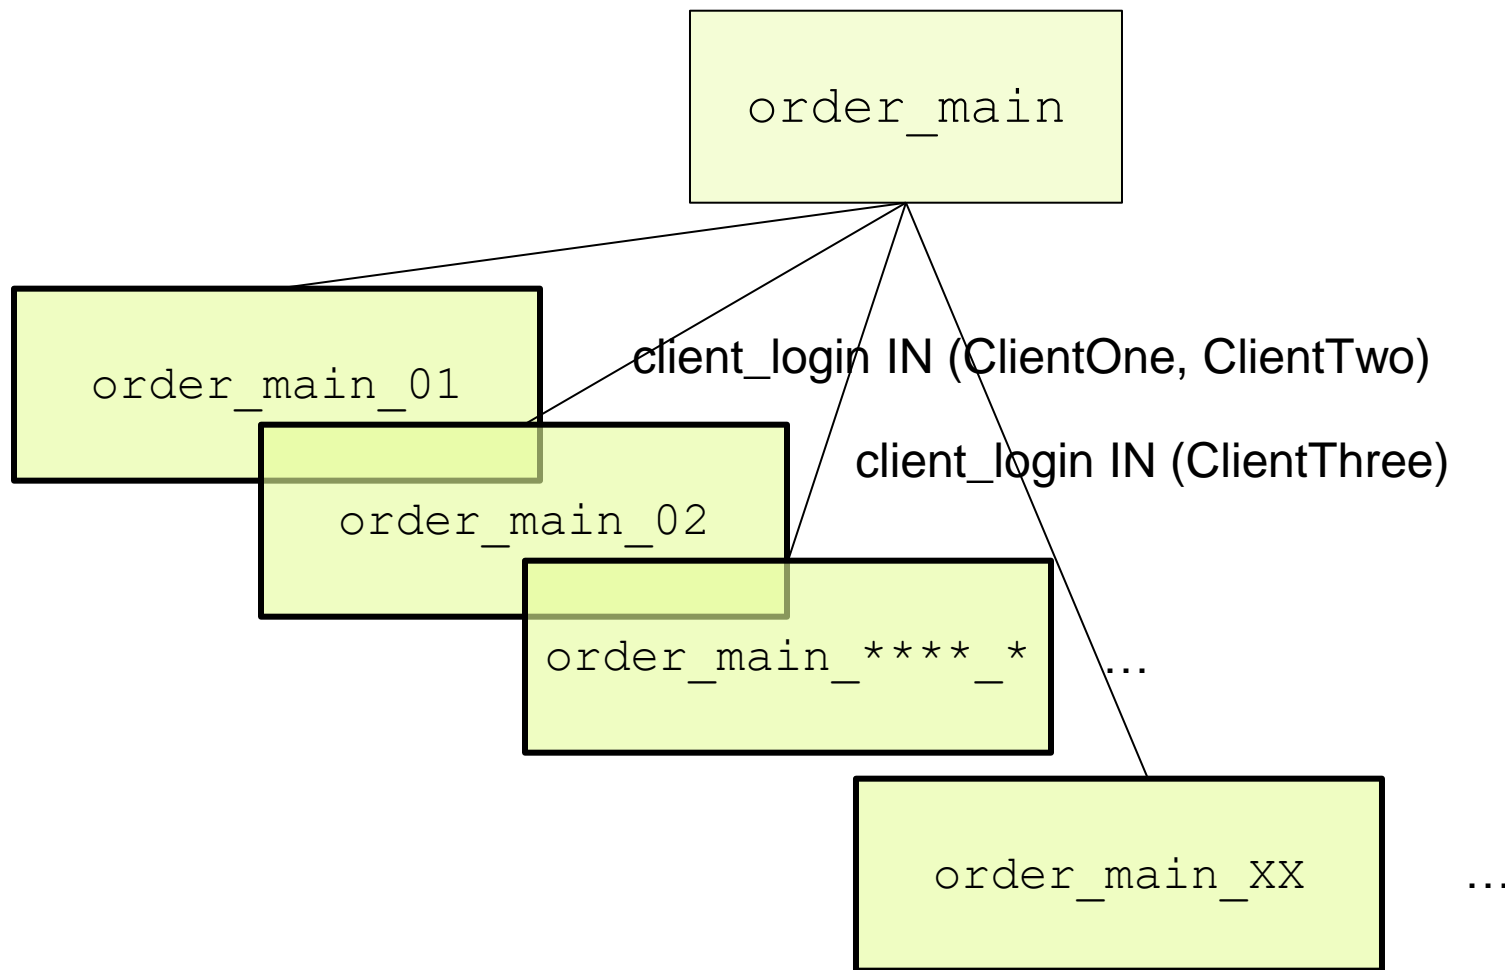 order_main
client_login IN (ClientOne, ClientTwo)
order_main_01
client_login IN (ClientThree)
order_main_02
order_main_****_*
…
order_main_XX
…